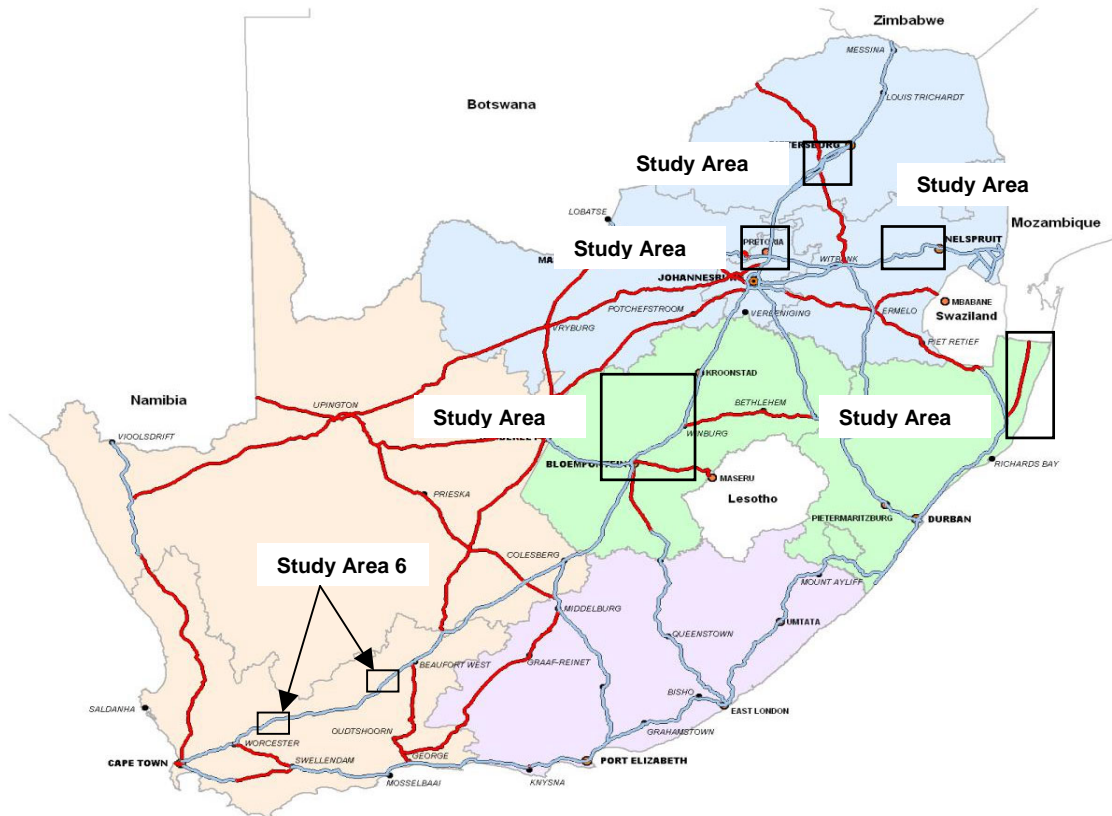 Zimbabwe
MESSINA
Botswana
LOUIS TRICHARDT
Study Area
Study Area
LOBATSE
Mozambique
Study Area
PRETORIA
NELSPRUIT
WITBANK
JOHANNESBURG
MBABANE
POTCHEFSTROOM
VEREENIGING
ERMELO
Swaziland
VRYBURG
PIET RETIEF
KROONSTAD
Namibia
UPINGTON
BETHLEHEM
Study Area
Study Area
VIOOLSDRIFT
WINBURG
BLOEMFONTEIN
RICHARDS BAY
MASERU
PRIESKA
Lesotho
PIETERMARITZBURG
DURBAN
COLESBERG
Study Area 6
MOUNT AYLIFF
MIDDELBURG
UMTATA
QUEENSTOWN
BEAUFORT WEST
GRAAF-REINET
BISHO
SALDANHA
EAST LONDON
OUDTSHOORN
GRAHAMSTOWN
WORCESTER
GEORGE
CAPE TOWN
SWELLENDAM
PORT ELIZABETH
MOSSELBAAI
KNYSNA